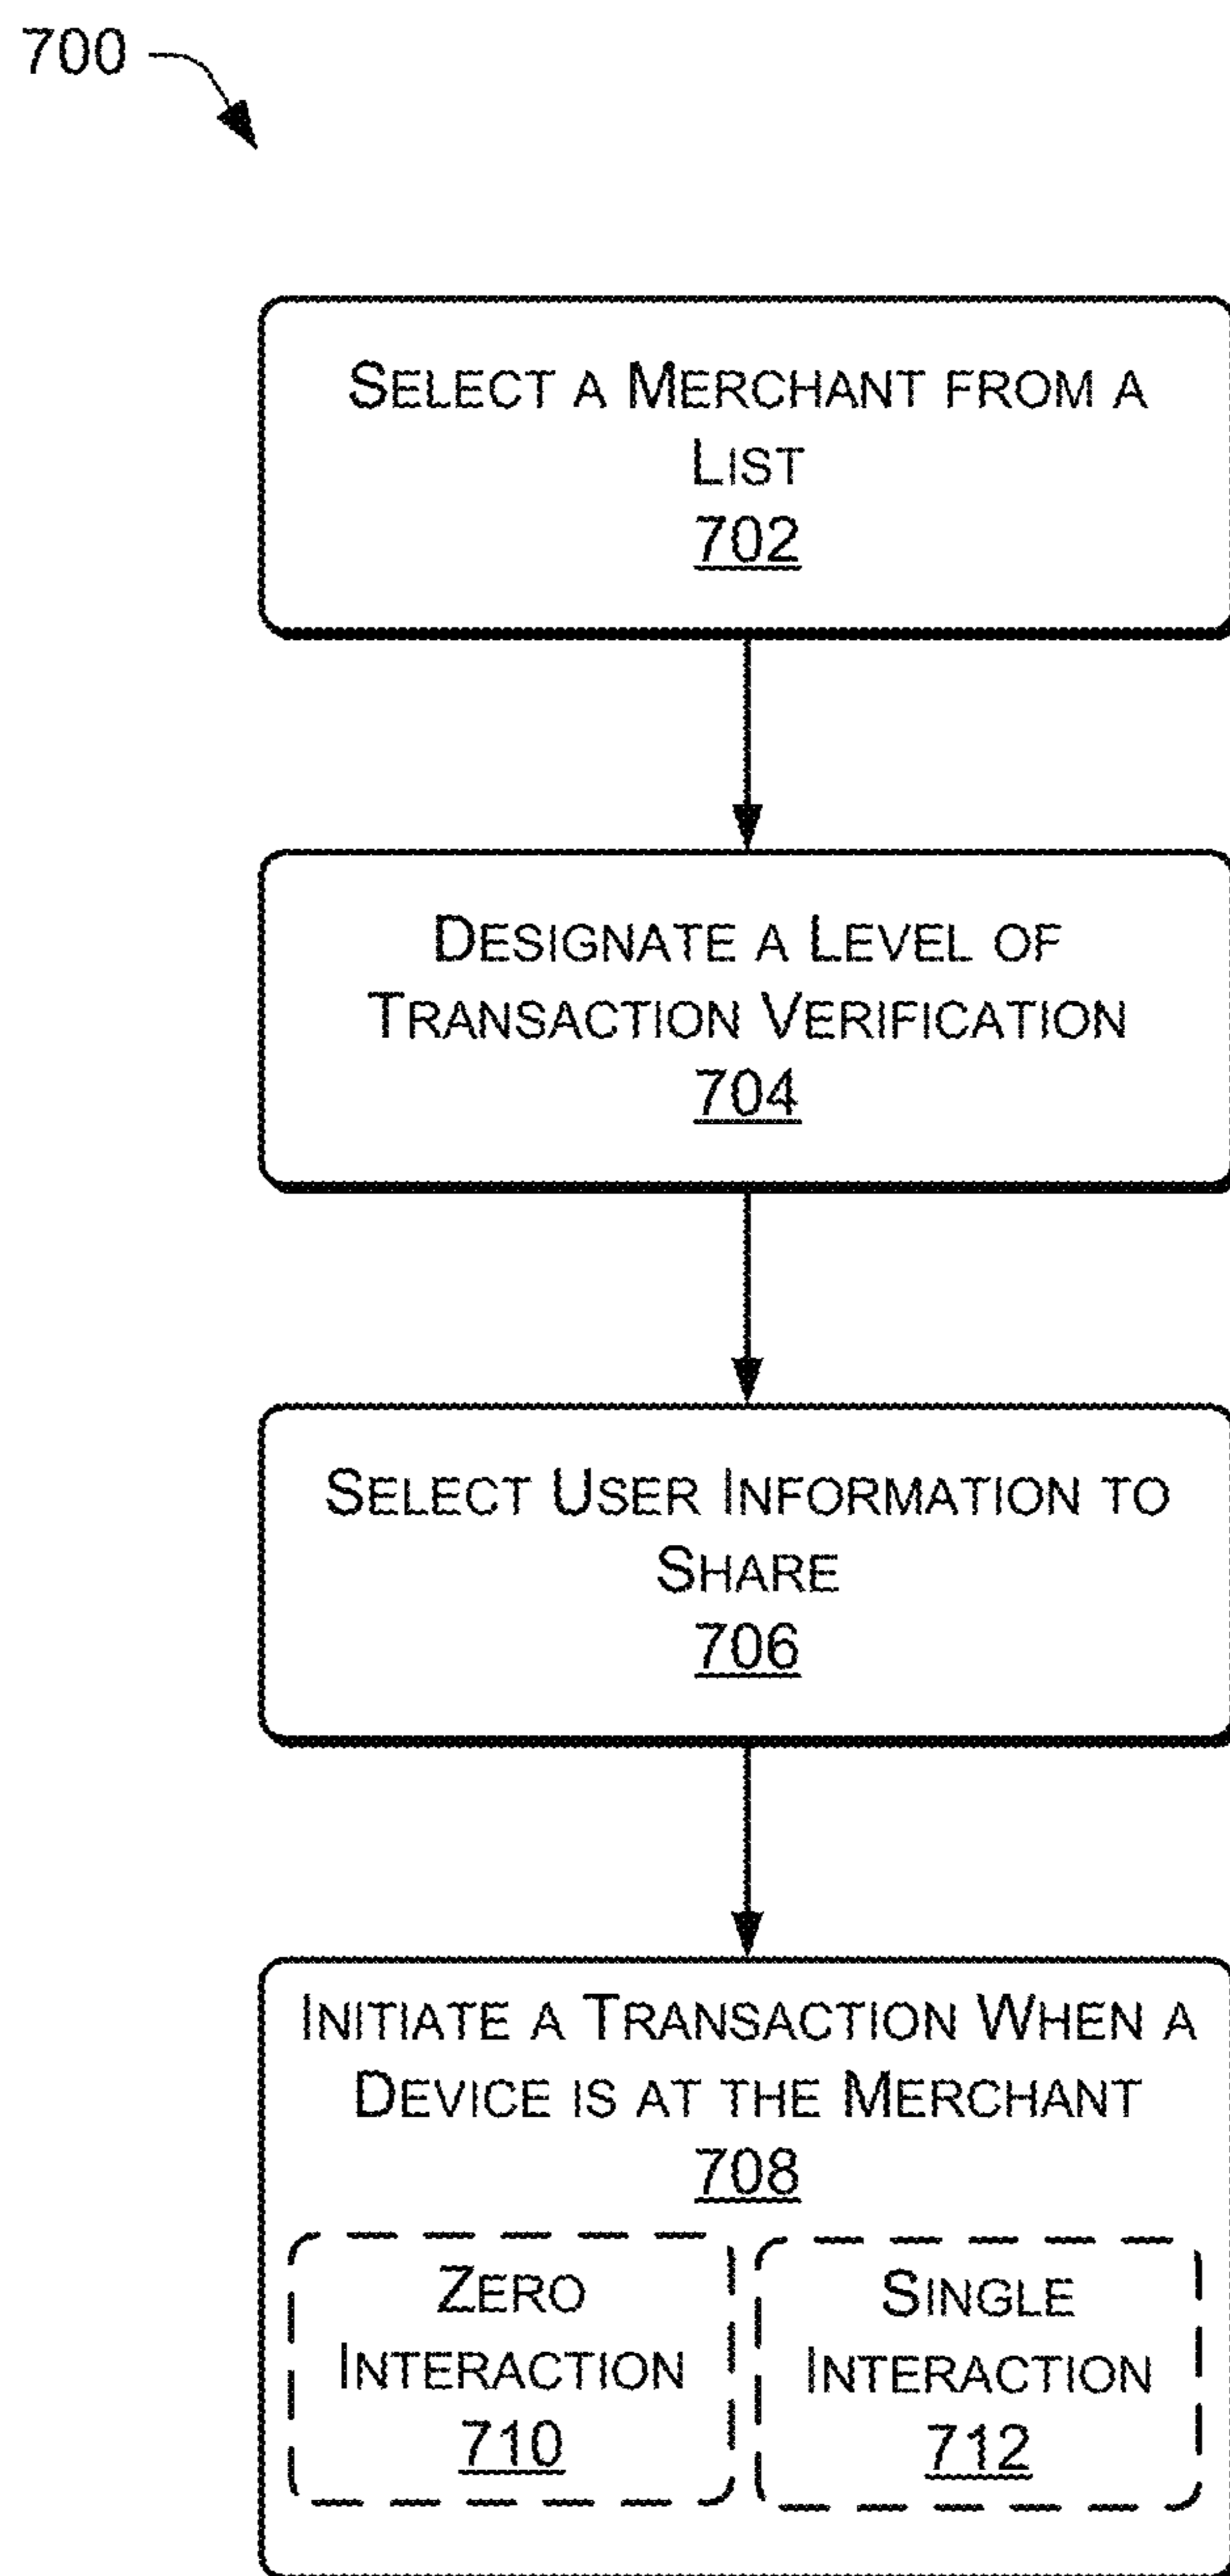 700
SELECT A MERCHANT FROM A
LIST
702
DESIGNATE A LEVEL OF
TRANSACTION VERIFICATION
704
SELECT USER INFORMATION TO
SHARE
706
INITIATE A TRANSACTION WHEN A
DEVICE IS AT THE MERCHANT
708
ZERO
INTERACTION
710
SINGLE
INTERACTION
712